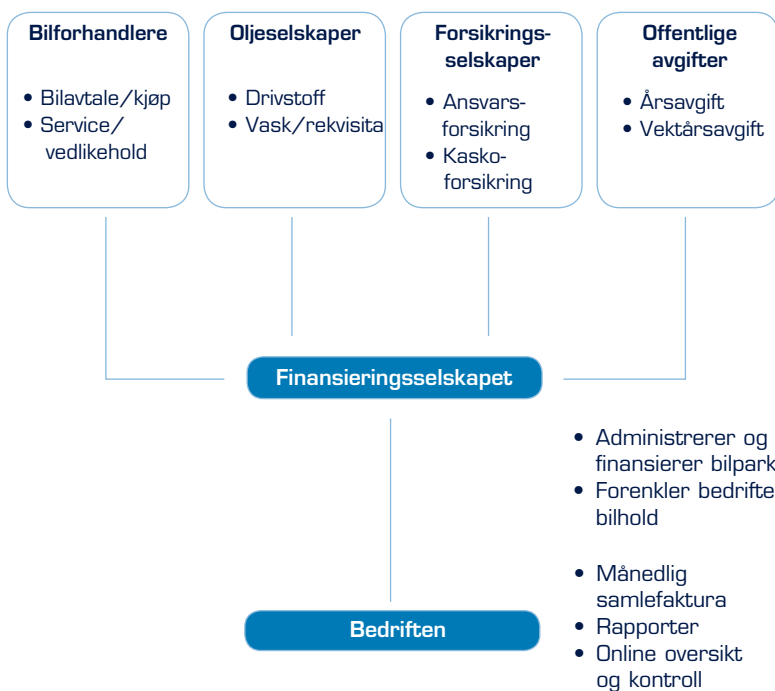 Bilforhandlere
• Bilavtale/kjøp
• Service/
vedlikehold
Oljeselskaper
• Drivstoff
• Vask/rekvisita
Forsikrings-
selskaper
• Ansvars-
forsikring
• Kasko-
forsikring
Offentlige
avgifter
• Årsavgift
• Vektårsavgift
Finansieringsselskapet
• Administrerer og
finansierer bilpark
• Forenkler bedrifte
bilhold
• Månedlig
samlefaktura
• Rapporter
• Online oversikt
og kontroll
Bedriften